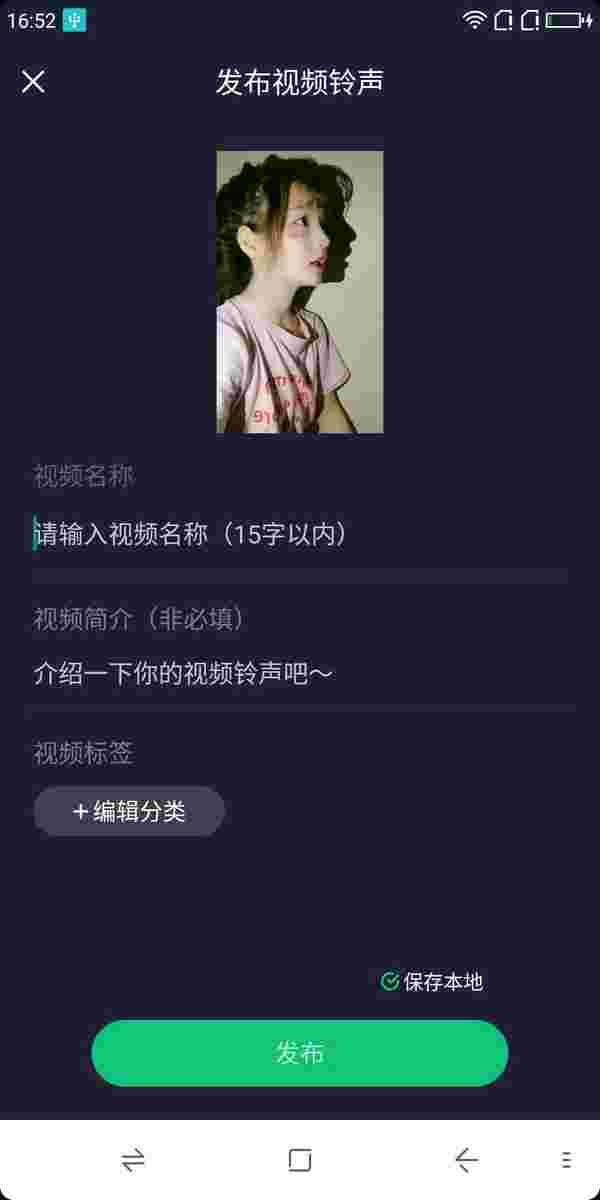 16:52
发布视频铃声
视频名称
请输入视频名称（15字以内）
视频简介（非必填）
介绍一下你的视频铃声吧～
视频标签
+编辑分类
保存本地
发布